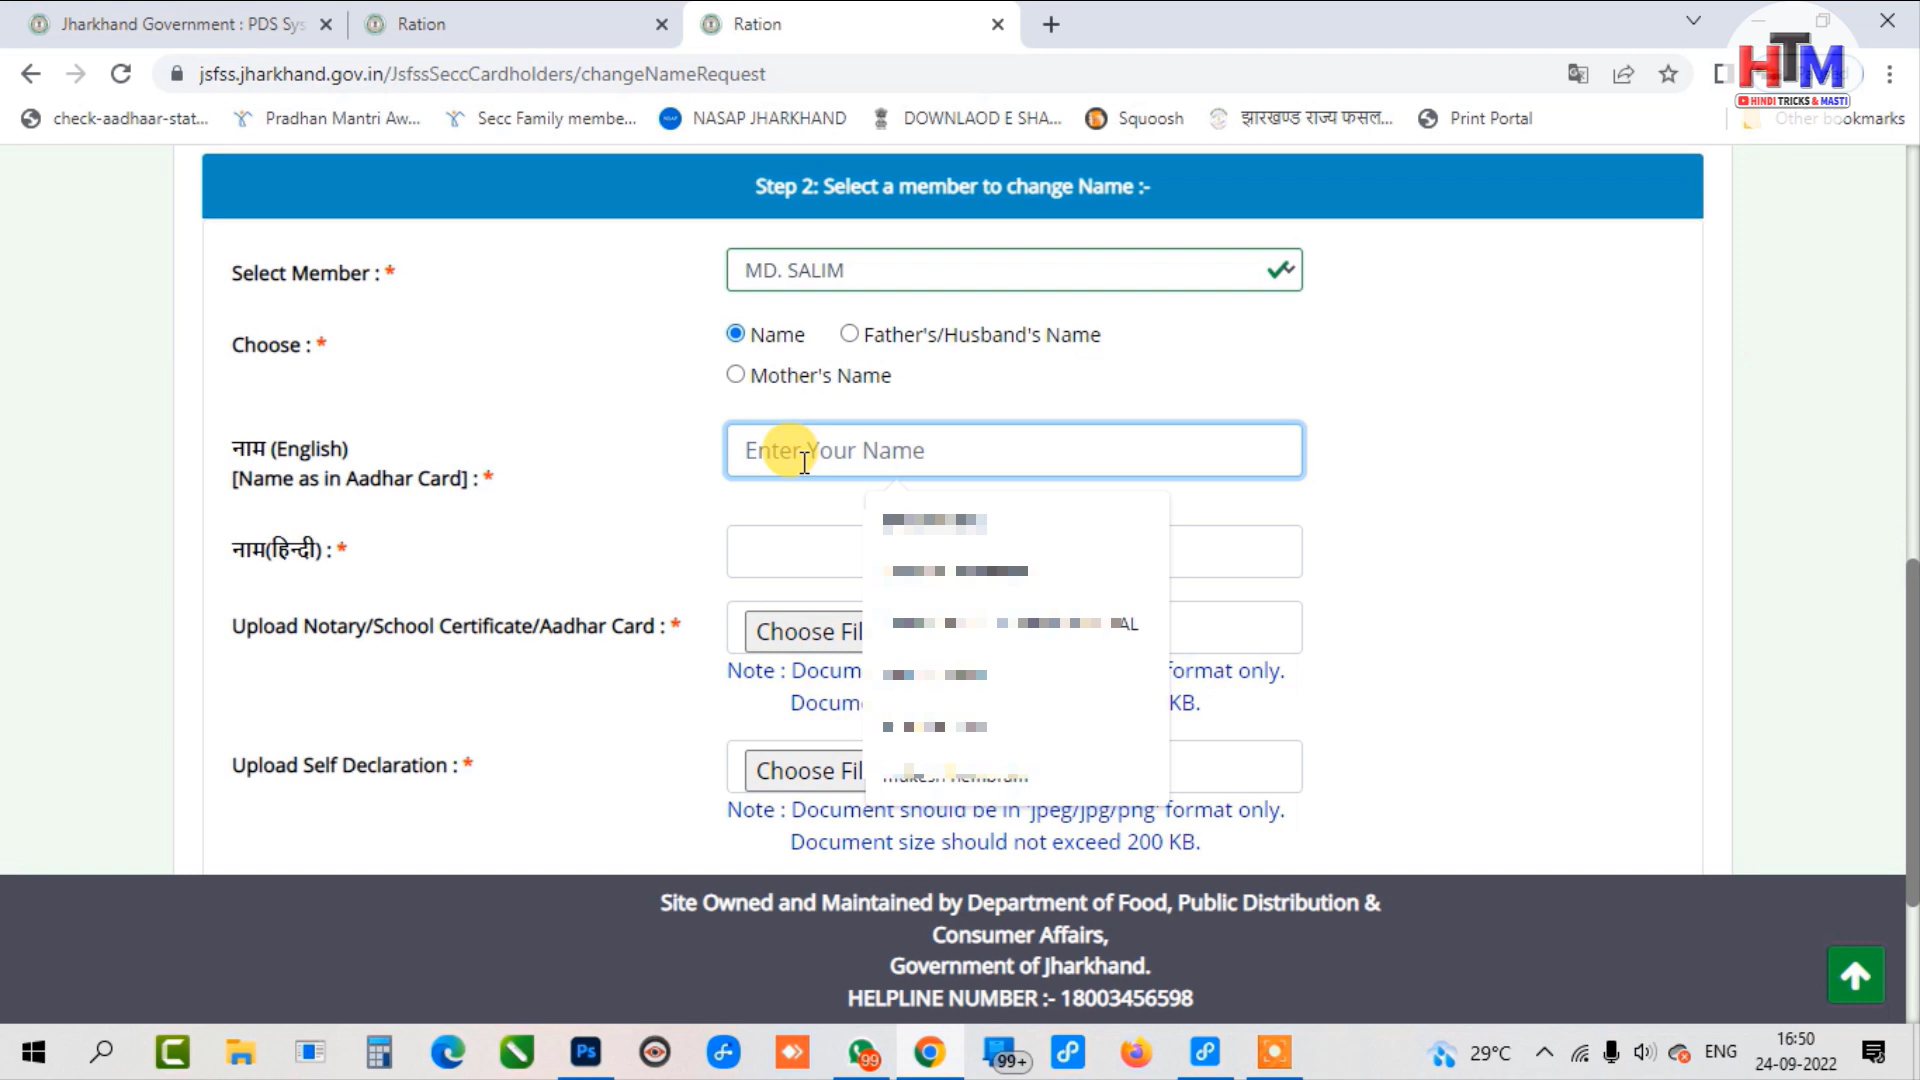 Jharkhand Government : PDS Sys
Ration
Ration
jsfss.jharkhand.gov.in/JsfssSeccCardholders/changeNameRequest
HTM
HINDI TRICKS & MASTI
check-aadhaar-stat...
Pradhan Mantri Aw...
Secc Family membe...
NASAP JHARKHAND
DOWNLAOD E SHA...
Squoosh
झारखण्ड राज्य फसल...
Print Portal
Other bookmarks
Step 2: Select a member to change Name :-
Select Member : *
MD. SALIM
Choose : *
Name
Father's/Husband's Name
Mother's Name
नाम (English)
[Name as in Aadhar Card] : *
Enter Your Name
नाम(हिन्दी) : *
AL
Upload Notary/School Certificate/Aadhar Card : *
Choose Fil
Note : Docum
format only.
Docum
KB.
Upload Self Declaration : *
Choose Fil
Note : Document should be in 'jpeg/jpg/png' format only.
Document size should not exceed 200 KB.
Site Owned and Maintained by Department of Food, Public Distribution &
Consumer Affairs,
Government of Jharkhand.
HELPLINE NUMBER :- 18003456598
Ps
99
99+
29°C
ENG
16:50
24-09-2022